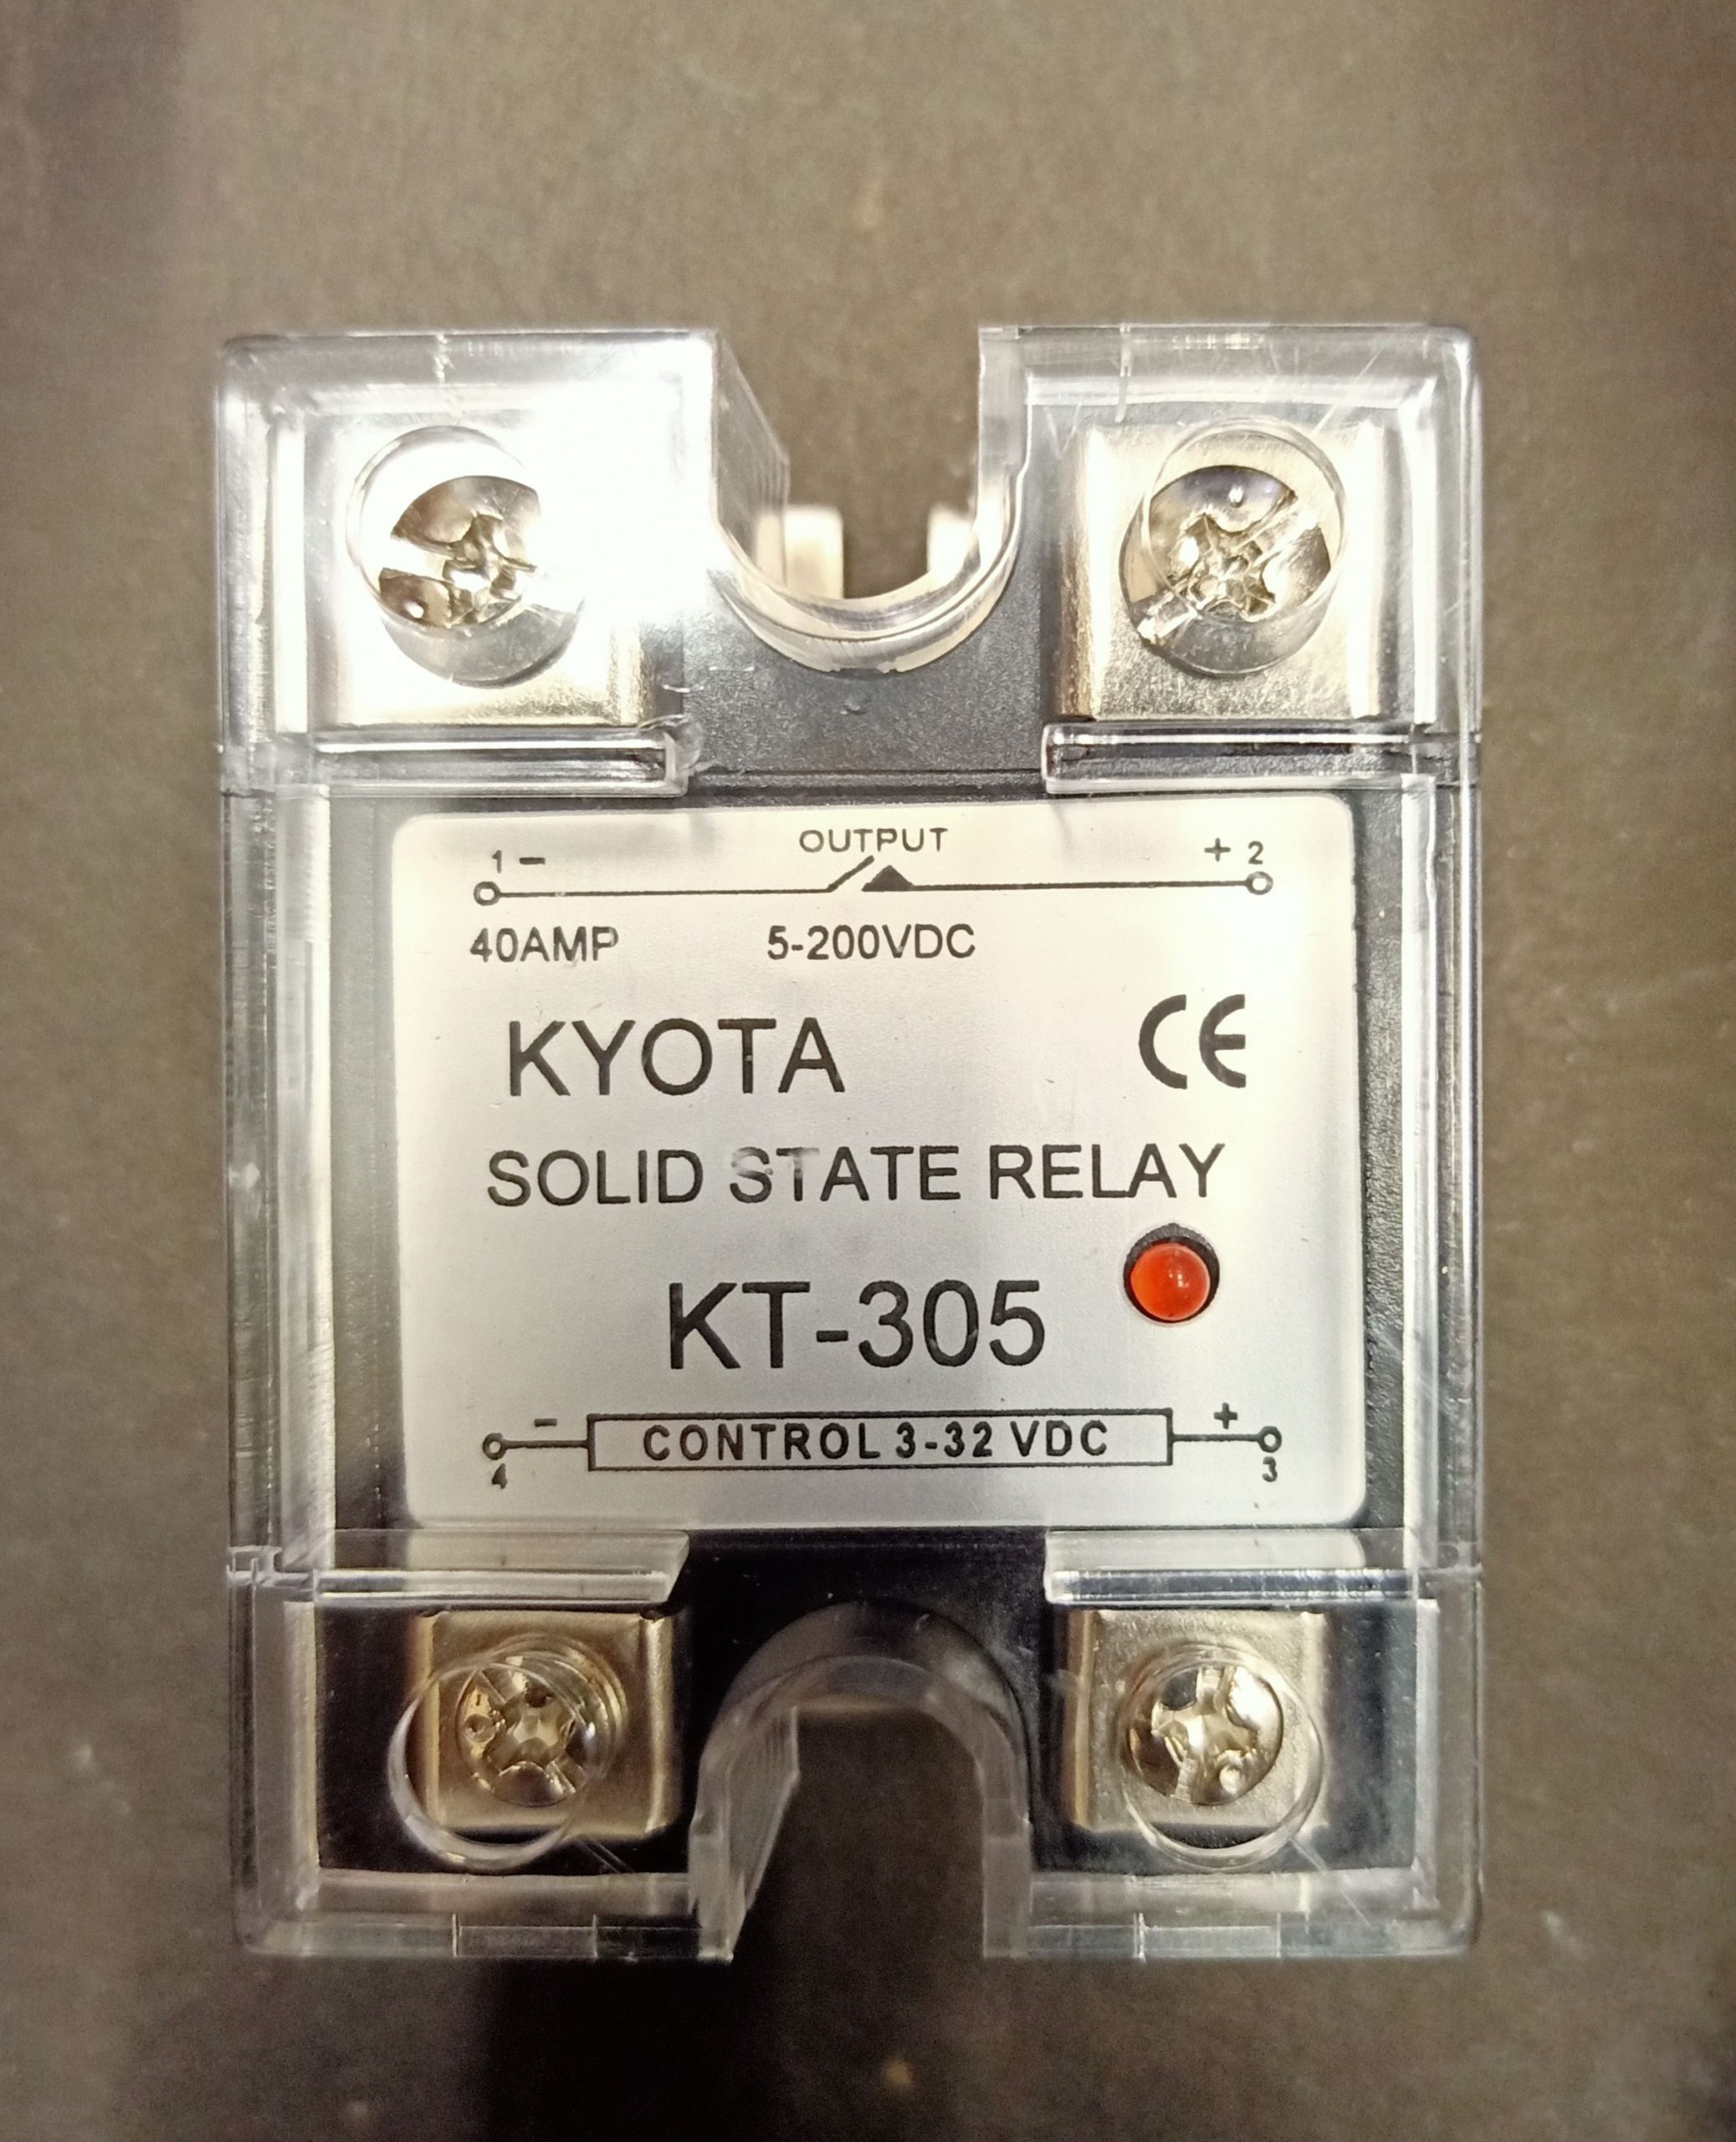 OUTPUT
1 − + 2
40AMP 5-200VDC
KYOTA CE
SOLID STATE RELAY
KT-305
− CONTROL 3-32 VDC +
4 3